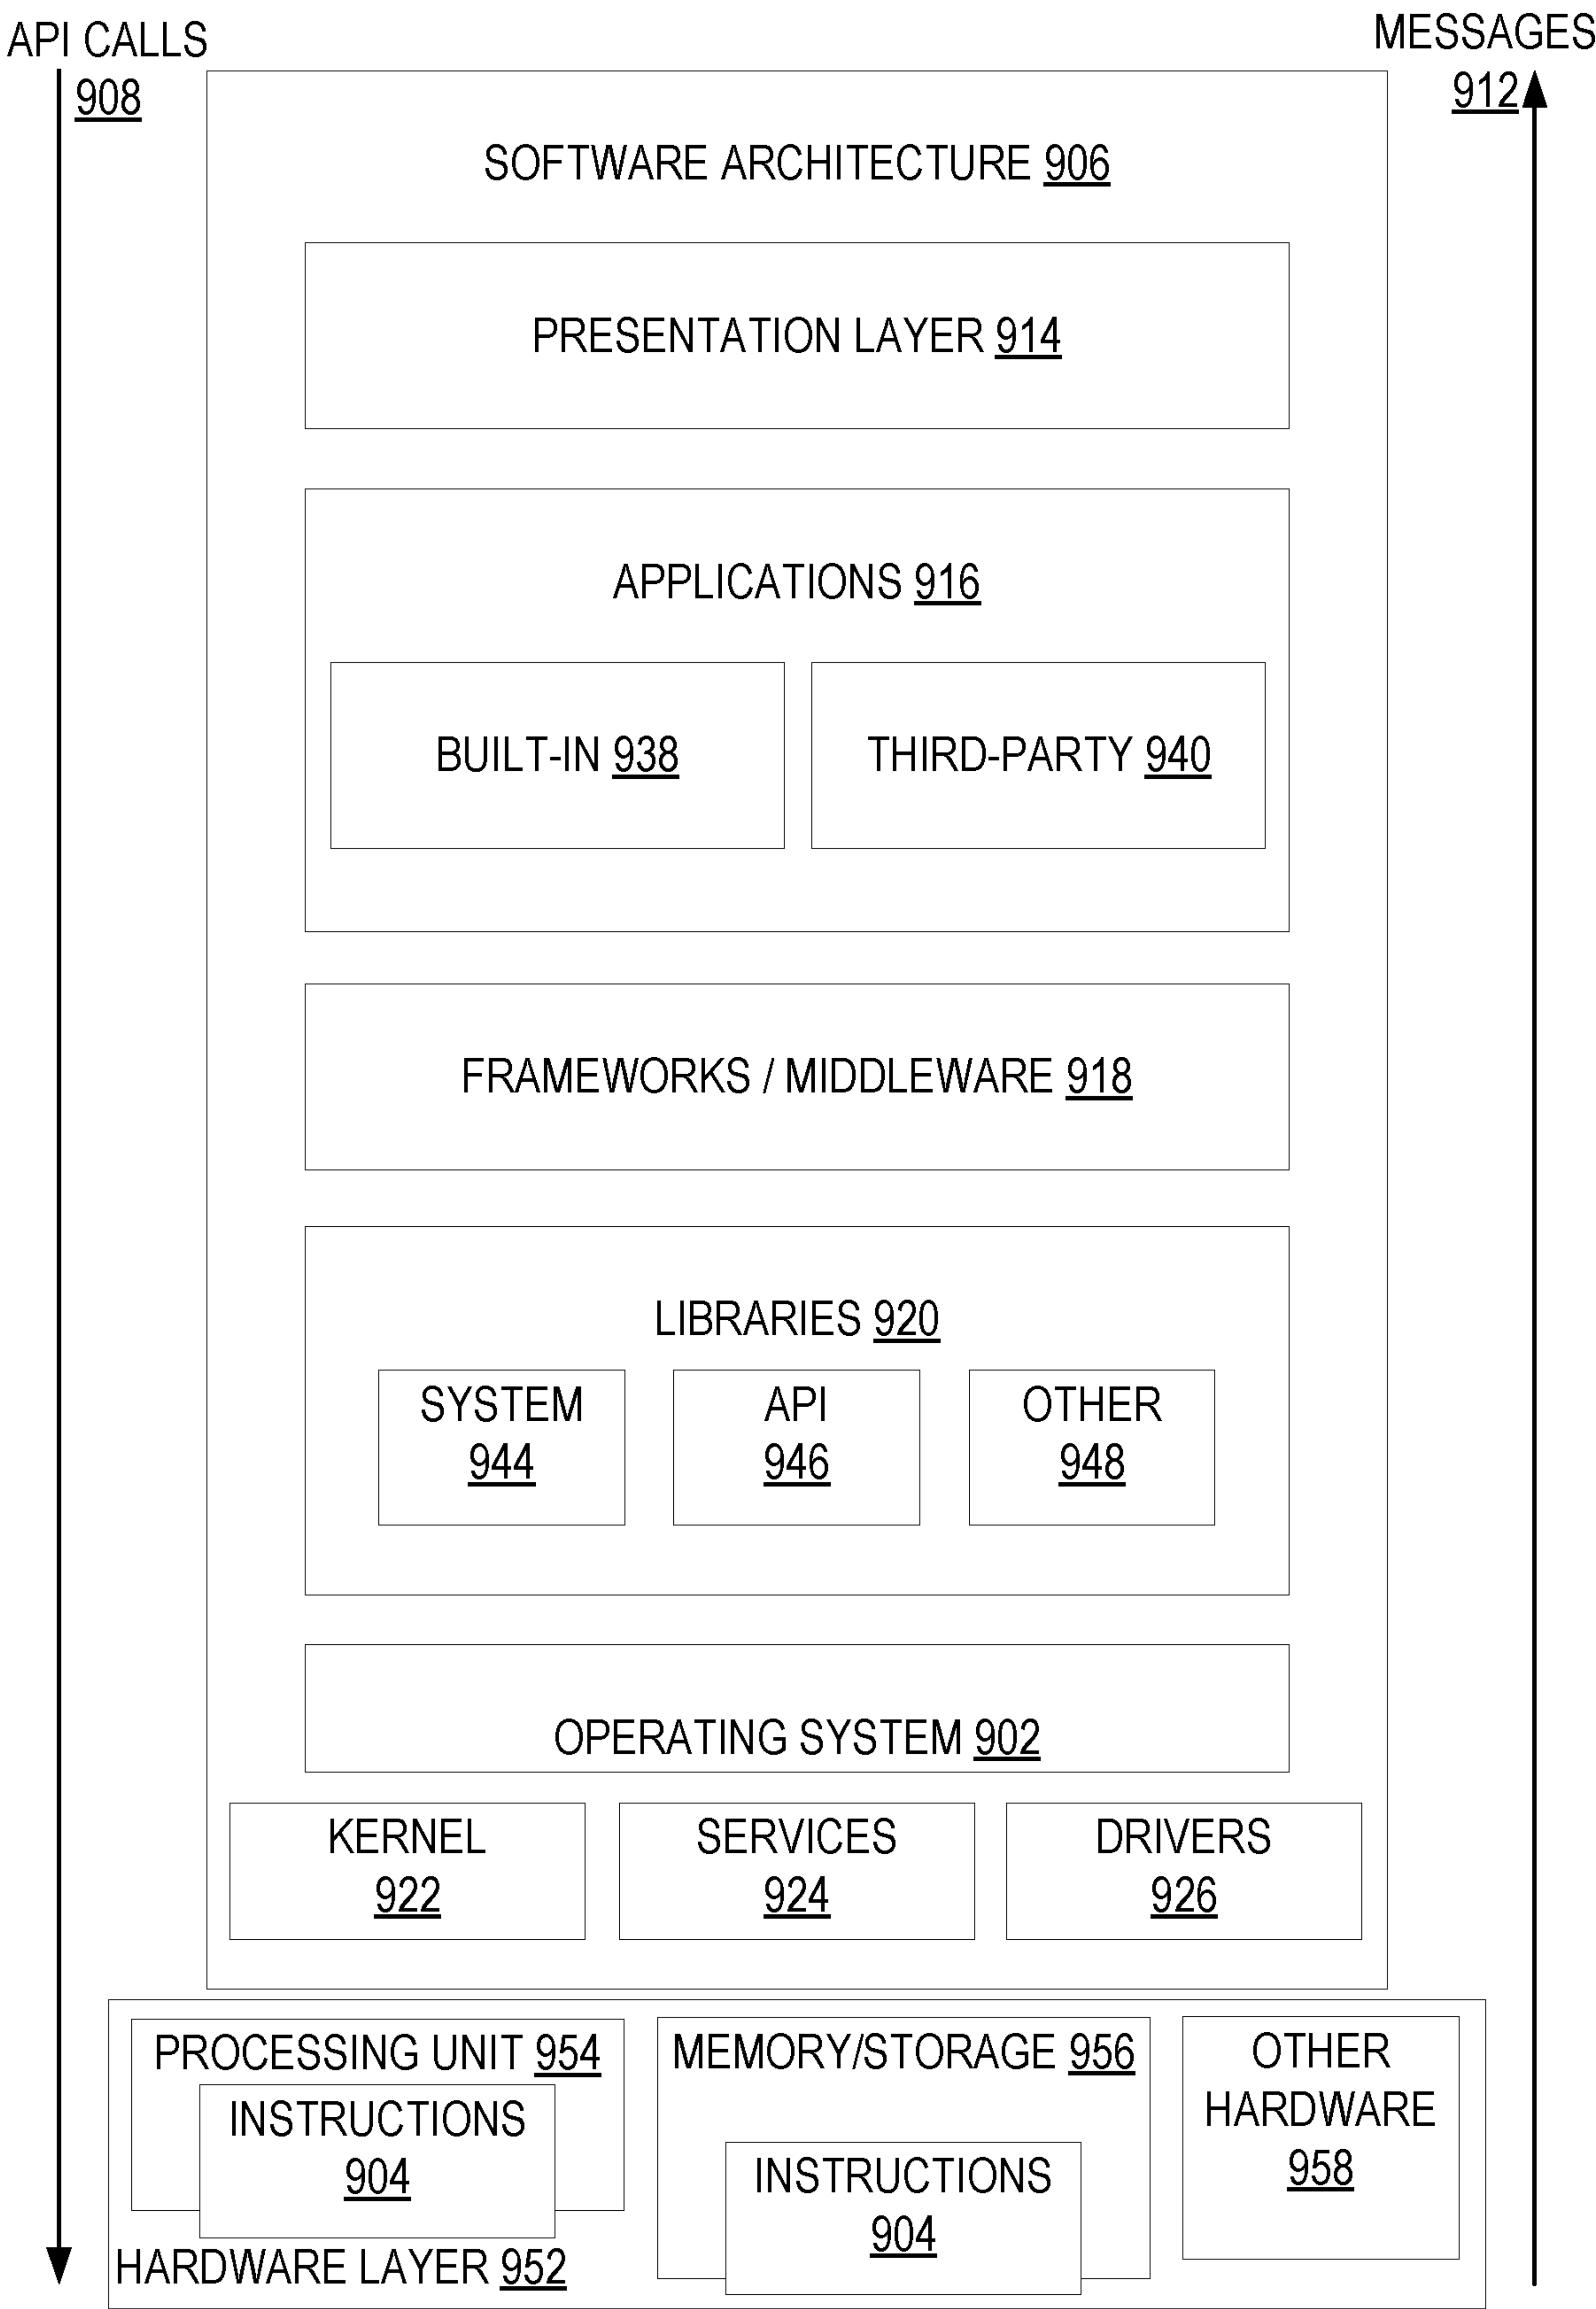 API CALLS
908
MESSAGES
912
SOFTWARE ARCHITECTURE 906
PRESENTATION LAYER 914
APPLICATIONS 916
BUILT-IN 938
THIRD-PARTY 940
FRAMEWORKS / MIDDLEWARE 918
LIBRARIES 920
SYSTEM
944
API
946
OTHER
948
OPERATING SYSTEM 902
KERNEL
922
SERVICES
924
DRIVERS
926
PROCESSING UNIT 954
INSTRUCTIONS
904
MEMORY/STORAGE 956
INSTRUCTIONS
904
OTHER
HARDWARE
958
HARDWARE LAYER 952